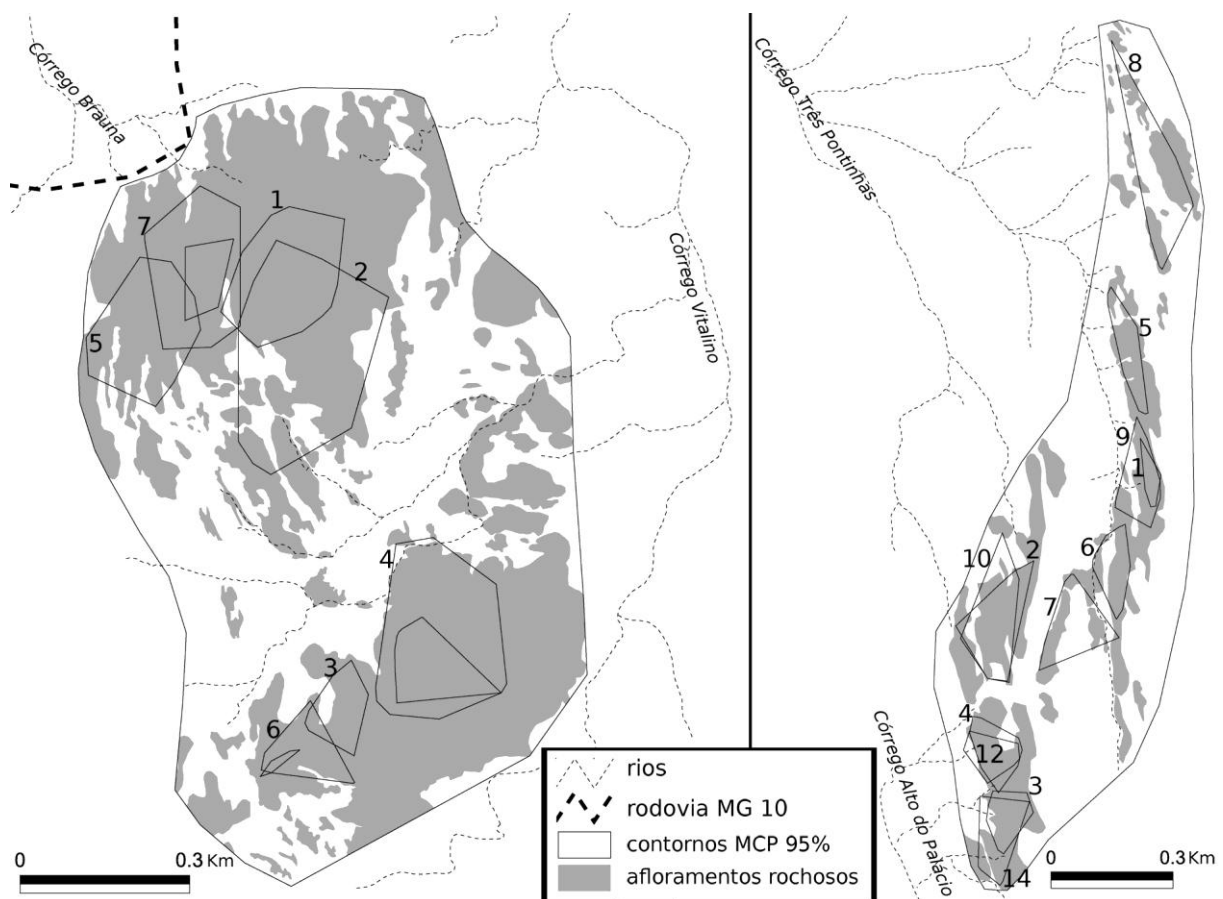 Córrego Bráuna
1
7
2
5
Córrego Vitalino
4
3
6
0
0.3 Km
rios
rodovia MG 10
contornos MCP 95%
afloramentos rochosos
Córrego Três Pontinhas
8
5
9
1
2
6
10
7
4
12
3
Córrego Alto do Palácio
14
0
0.3 Km